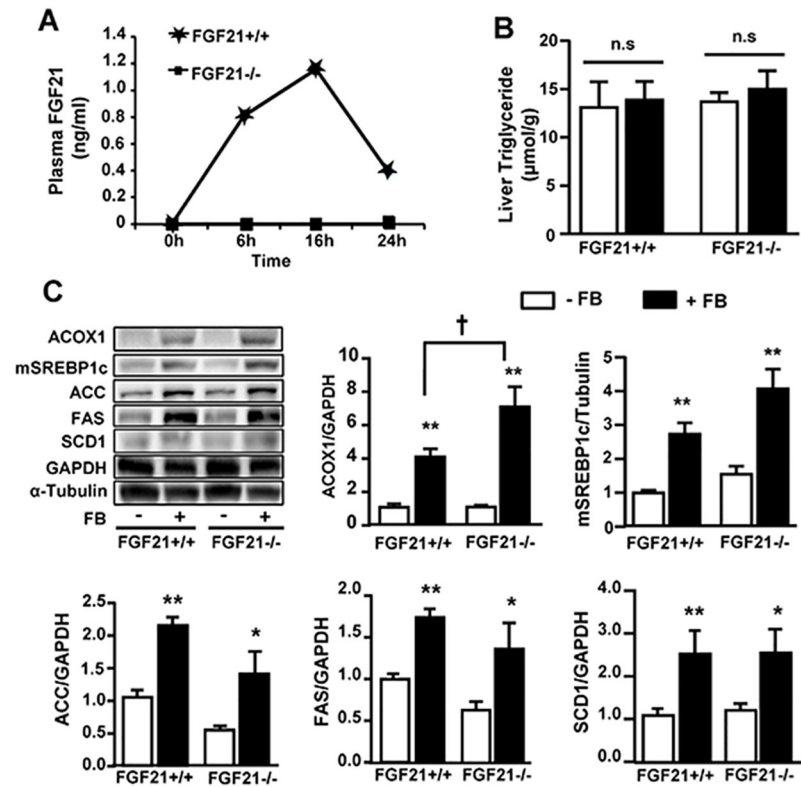 A
Plasma FGF21
(ng/ml)
1.4
1.2
1.0
0.8
0.6
0.4
0.2
0
FGF21+/+
FGF21-/-
0h 6h 16h 24h
Time
B
Liver Triglyceride
(μmol/g)
20
15
10
5
0
n.s n.s
FGF21+/+ FGF21-/-
C
- FB + FB
ACOX1
mSREBP1c
ACC
FAS
SCD1
GAPDH
α-Tubulin
FB - + - +
FGF21+/+ FGF21-/-
ACOX1/GAPDH
10
8
6
4
2
0
†
** **
FGF21+/+ FGF21-/-
mSREBP1c/Tubulin
5
4
3
2
1
0
** **
FGF21+/+ FGF21-/-
ACC/GAPDH
2.5
2.0
1.5
1.0
0.5
0.0
** *
FGF21+/+ FGF21-/-
FAS/GAPDH
2.0
1.5
1.0
0.5
0.0
** *
FGF21+/+ FGF21-/-
SCD1/GAPDH
4.0
3.0
2.0
1.0
0.0
** *
FGF21+/+ FGF21-/-